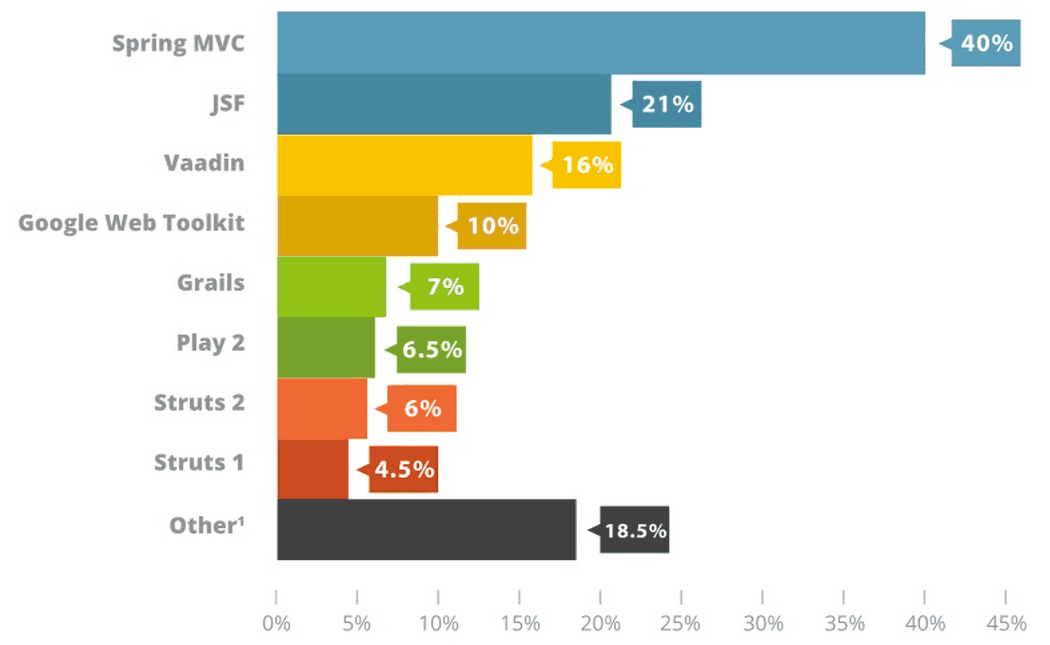 Spring MVC 40%
JSF 21%
Vaadin 16%
Google Web Toolkit 10%
Grails 7%
Play 2 6.5%
Struts 2 6%
Struts 1 4.5%
Other¹ 18.5%
0% 5% 10% 15% 20% 25% 30% 35% 40% 45%